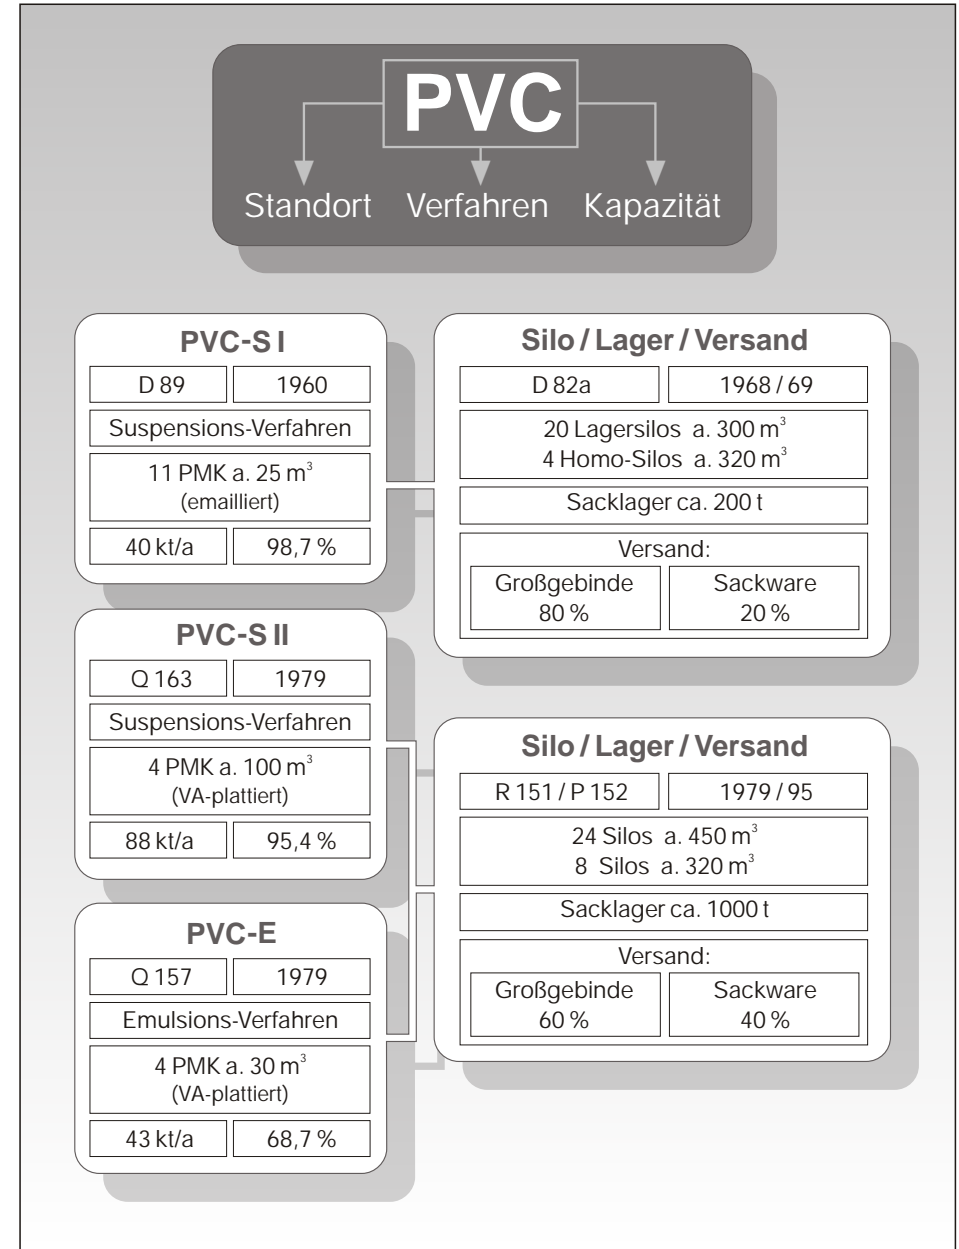 PVC
Standort Verfahren Kapazität
PVC-S I
D 89 1960
Suspensions-Verfahren
11 PMK a. 25 m³
(emailliert)
40 kt/a 98,7 %
Silo / Lager / Versand
D 82a 1968 / 69
20 Lagersilos a. 300 m³
4 Homo-Silos a. 320 m³
Sacklager ca. 200 t
Versand:
Großgebinde Sackware
80 % 20 %
PVC-S II
Q 163 1979
Suspensions-Verfahren
4 PMK a. 100 m³
(VA-plattiert)
88 kt/a 95,4 %
Silo / Lager / Versand
R 151 / P 152 1979 / 95
24 Silos a. 450 m³
8 Silos a. 320 m³
Sacklager ca. 1000 t
Versand:
Großgebinde Sackware
60 % 40 %
PVC-E
Q 157 1979
Emulsions-Verfahren
4 PMK a. 30 m³
(VA-plattiert)
43 kt/a 68,7 %